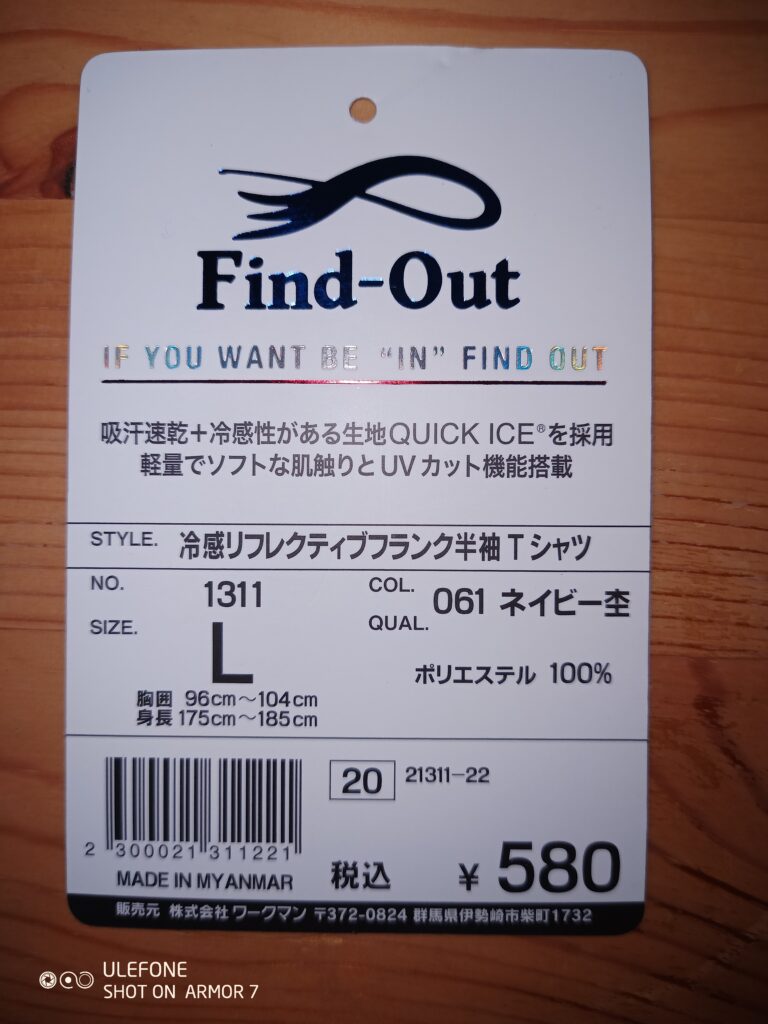 Find-Out
IF YOU WANT BE “IN” FIND OUT
吸汗速乾+冷感性がある生地QUICK ICE®を採用
軽量でソフトな肌触りとUVカット機能搭載
STYLE. 冷感リフレクティブフランク半袖Tシャツ
NO. 1311
COL. 061 ネイビー杢
SIZE. L
QUAL.
ポリエステル 100%
胸囲 96cm～104cm
身長 175cm～185cm
20 21311-22
2 300021 311221
MADE IN MYANMAR
税込 ¥580
販売元 株式会社 ワークマン 〒372-0824 群馬県伊勢崎市柴町1732
ULEFONE
SHOT ON ARMOR 7